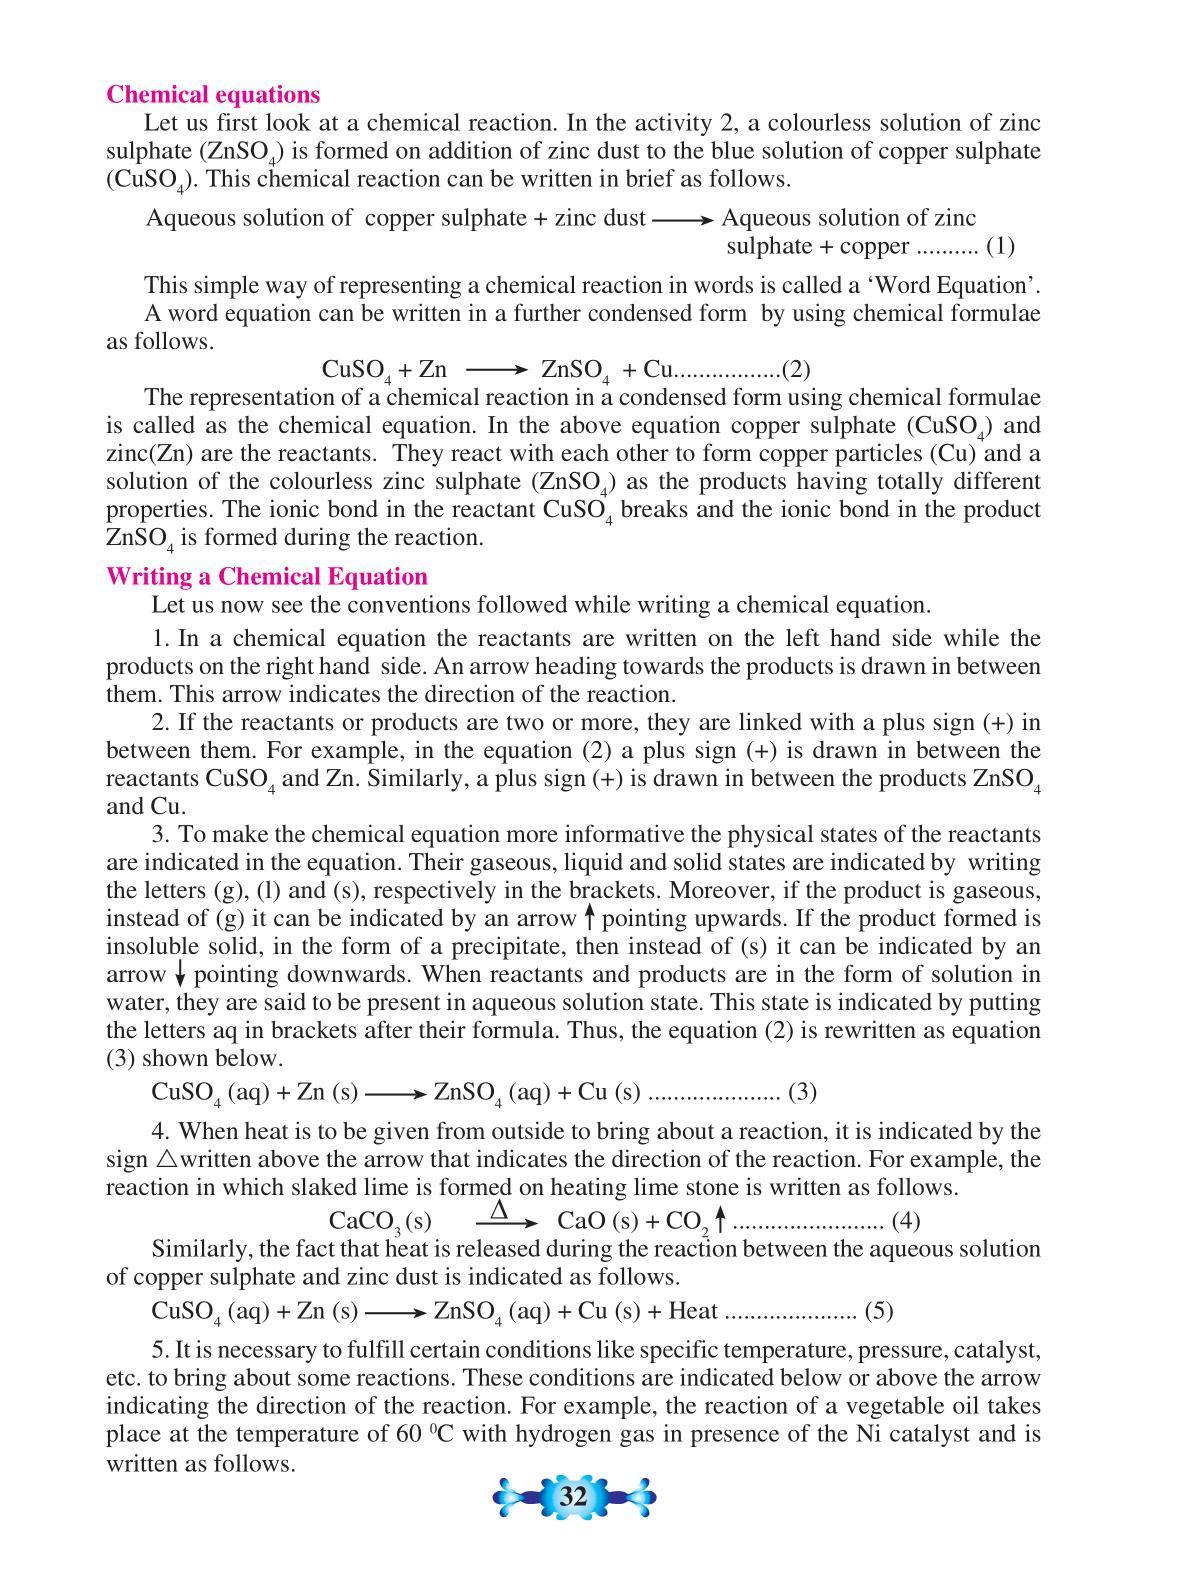 Chemical equations
Let us first look at a chemical reaction. In the activity 2, a colourless solution of zinc
sulphate (ZnSO₄) is formed on addition of zinc dust to the blue solution of copper sulphate
(CuSO₄). This chemical reaction can be written in brief as follows.
Aqueous solution of copper sulphate + zinc dust ⟶ Aqueous solution of zinc
sulphate + copper .......... (1)
This simple way of representing a chemical reaction in words is called a ‘Word Equation’.
A word equation can be written in a further condensed form by using chemical formulae
as follows.
CuSO₄ + Zn ⟶ ZnSO₄ + Cu.................(2)
The representation of a chemical reaction in a condensed form using chemical formulae
is called as the chemical equation. In the above equation copper sulphate (CuSO₄) and
zinc(Zn) are the reactants. They react with each other to form copper particles (Cu) and a
solution of the colourless zinc sulphate (ZnSO₄) as the products having totally different
properties. The ionic bond in the reactant CuSO₄ breaks and the ionic bond in the product
ZnSO₄ is formed during the reaction.
Writing a Chemical Equation
Let us now see the conventions followed while writing a chemical equation.
1. In a chemical equation the reactants are written on the left hand side while the
products on the right hand side. An arrow heading towards the products is drawn in between
them. This arrow indicates the direction of the reaction.
2. If the reactants or products are two or more, they are linked with a plus sign (+) in
between them. For example, in the equation (2) a plus sign (+) is drawn in between the
reactants CuSO₄ and Zn. Similarly, a plus sign (+) is drawn in between the products ZnSO₄
and Cu.
3. To make the chemical equation more informative the physical states of the reactants
are indicated in the equation. Their gaseous, liquid and solid states are indicated by writing
the letters (g), (l) and (s), respectively in the brackets. Moreover, if the product is gaseous,
instead of (g) it can be indicated by an arrow ↑ pointing upwards. If the product formed is
insoluble solid, in the form of a precipitate, then instead of (s) it can be indicated by an
arrow ↓ pointing downwards. When reactants and products are in the form of solution in
water, they are said to be present in aqueous solution state. This state is indicated by putting
the letters aq in brackets after their formula. Thus, the equation (2) is rewritten as equation
(3) shown below.
CuSO₄ (aq) + Zn (s) ⟶ ZnSO₄ (aq) + Cu (s) ..................... (3)
4. When heat is to be given from outside to bring about a reaction, it is indicated by the
sign △written above the arrow that indicates the direction of the reaction. For example, the
reaction in which slaked lime is formed on heating lime stone is written as follows.
Δ
CaCO₃ (s) ⟶ CaO (s) + CO₂ ↑ ........................ (4)
Similarly, the fact that heat is released during the reaction between the aqueous solution
of copper sulphate and zinc dust is indicated as follows.
CuSO₄ (aq) + Zn (s) ⟶ ZnSO₄ (aq) + Cu (s) + Heat ..................... (5)
5. It is necessary to fulfill certain conditions like specific temperature, pressure, catalyst,
etc. to bring about some reactions. These conditions are indicated below or above the arrow
indicating the direction of the reaction. For example, the reaction of a vegetable oil takes
place at the temperature of 60 ⁰C with hydrogen gas in presence of the Ni catalyst and is
written as follows.
32